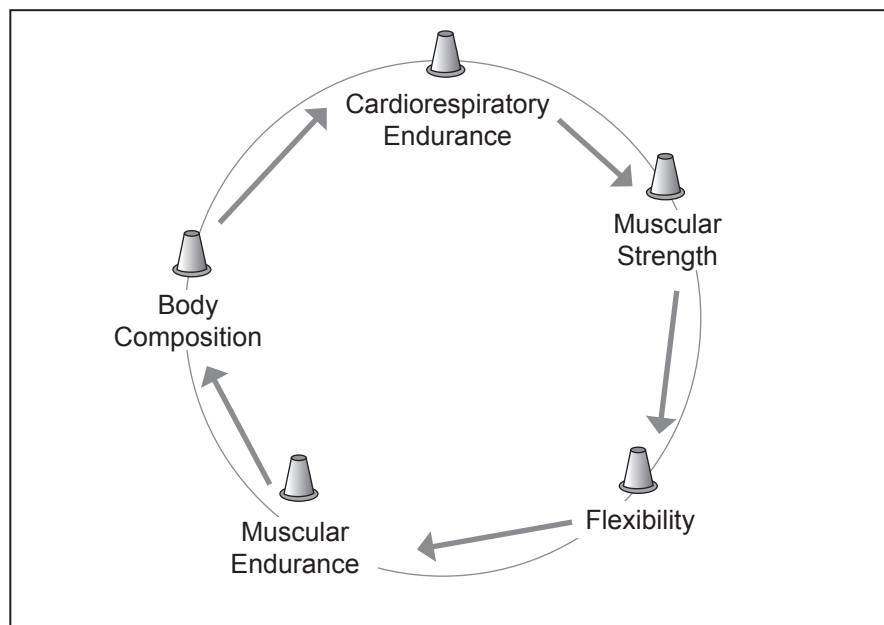 Cardiorespiratory
Endurance
Muscular
Strength
Flexibility
Muscular
Endurance
Body
Composition